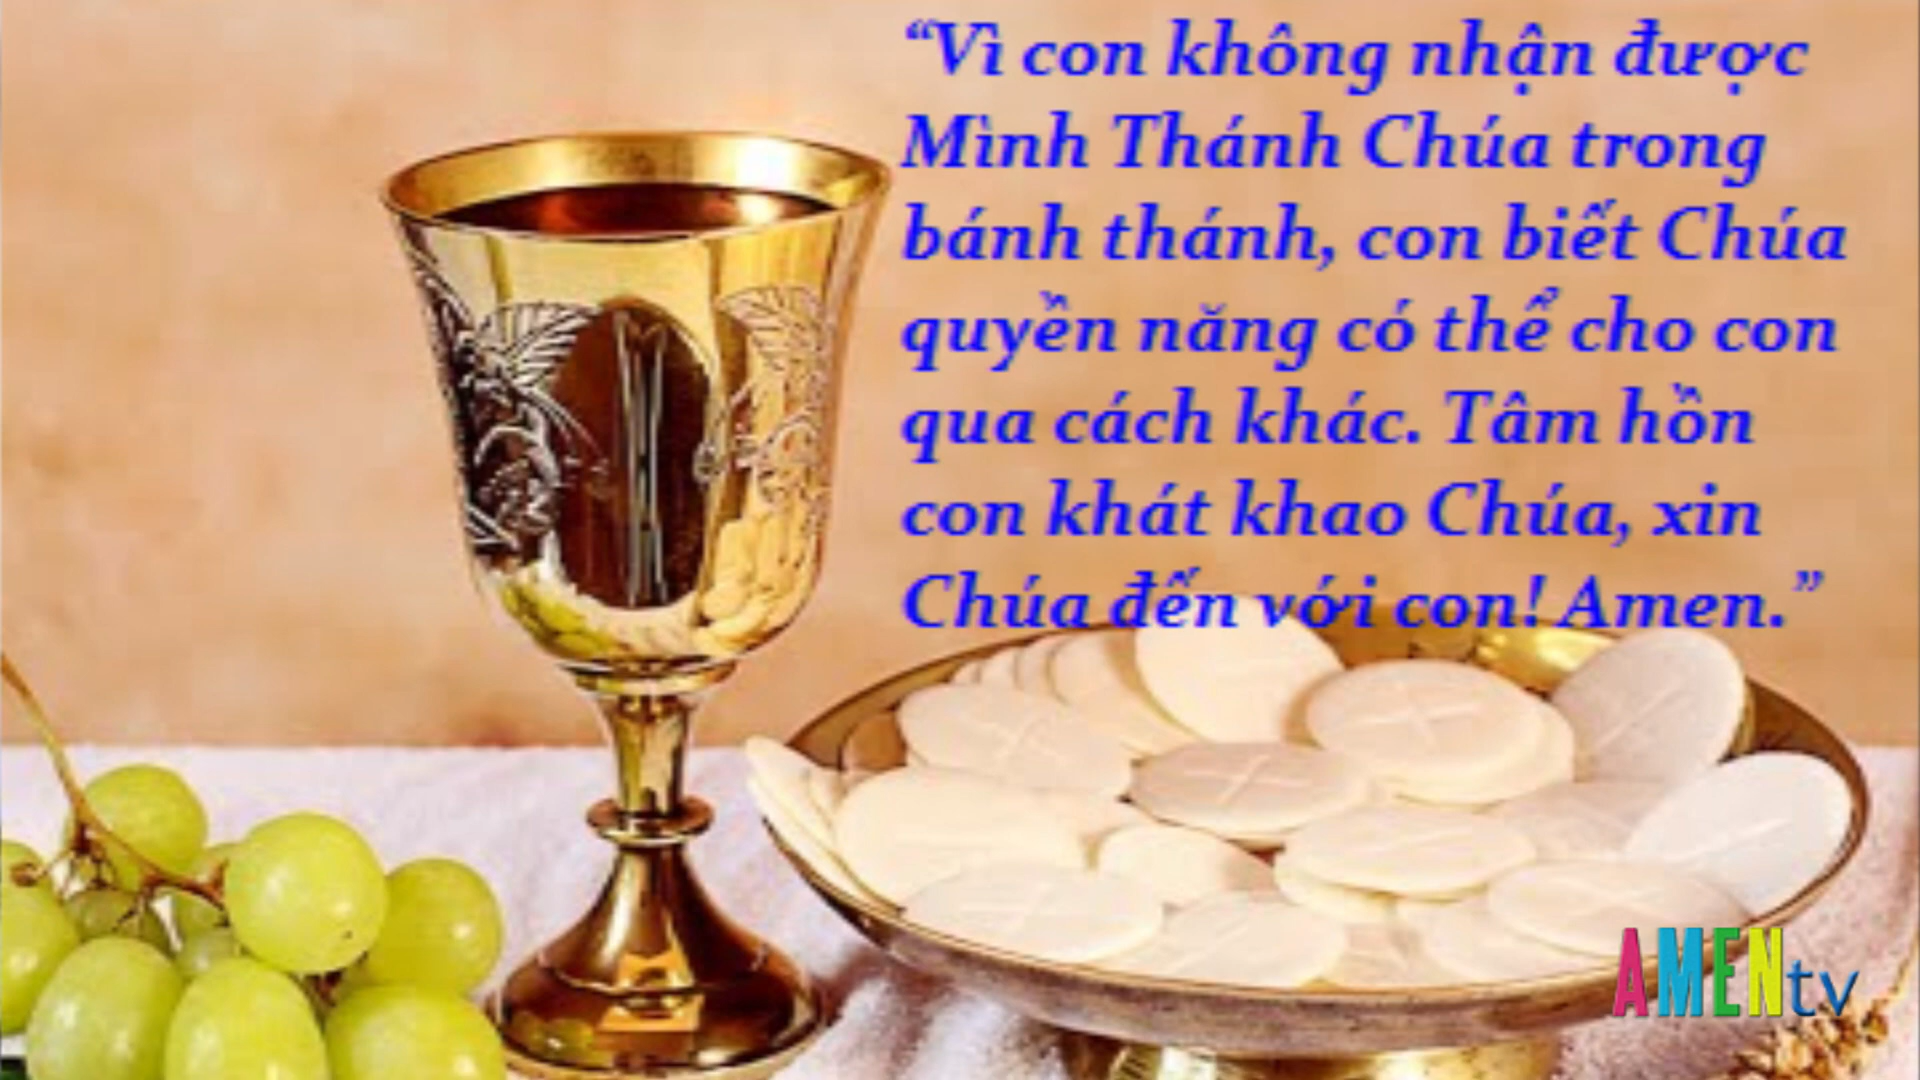 “Vì con không nhận được
Mình Thánh Chúa trong
bánh thánh, con biết Chúa
quyền năng có thể cho con
qua cách khác. Tâm hồn
con khát khao Chúa, xin
Chúa đến với con! Amen.”
AMENtv